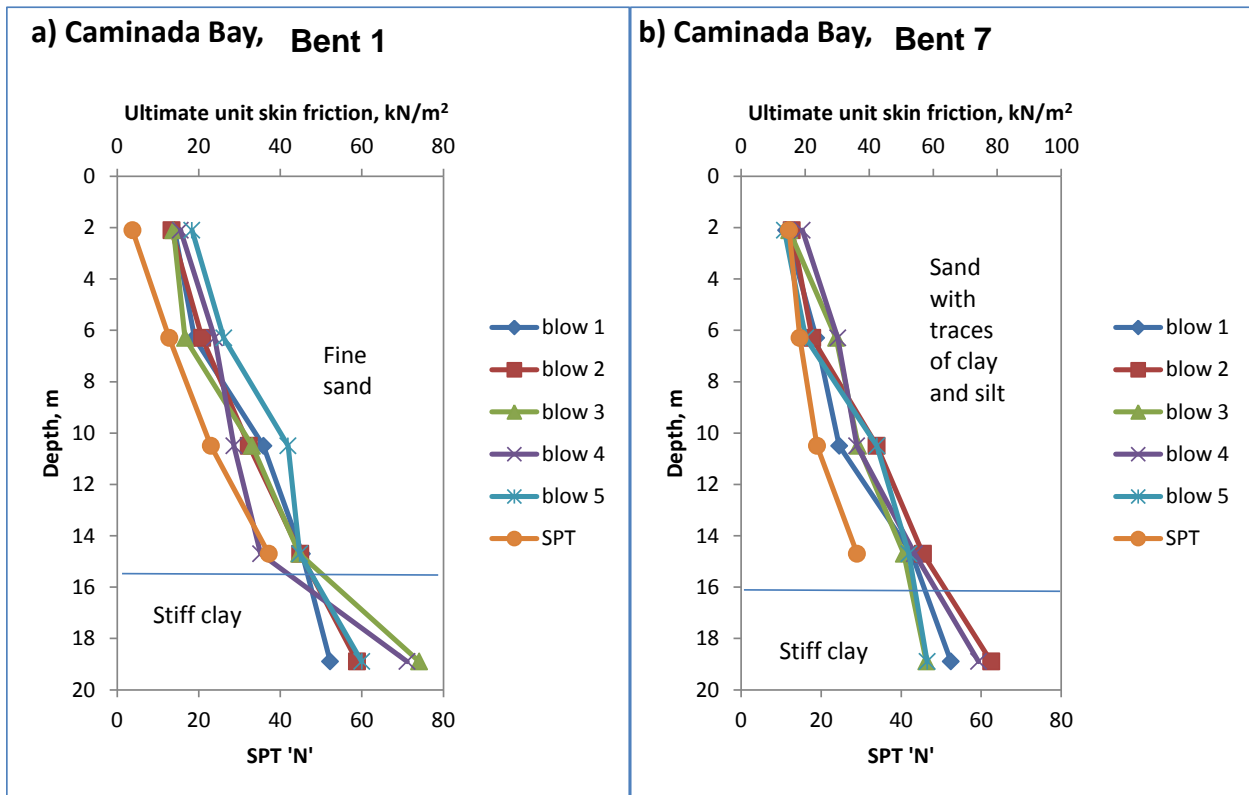 a) Caminada Bay, Bent 1
Ultimate unit skin friction, kN/m²
0 20 40 60 80
0
2
4
6
8
10
12
14
16
18
20
Depth, m
Fine
sand
Stiff clay
0 20 40 60 80
SPT 'N'
blow 1
blow 2
blow 3
blow 4
blow 5
SPT
b) Caminada Bay, Bent 7
Ultimate unit skin friction, kN/m²
0 20 40 60 80 100
0
2
4
6
8
10
12
14
16
18
20
Depth, m
Sand
with
traces
of clay
and silt
Stiff clay
0 20 40 60 80
SPT 'N'
blow 1
blow 2
blow 3
blow 4
blow 5
SPT